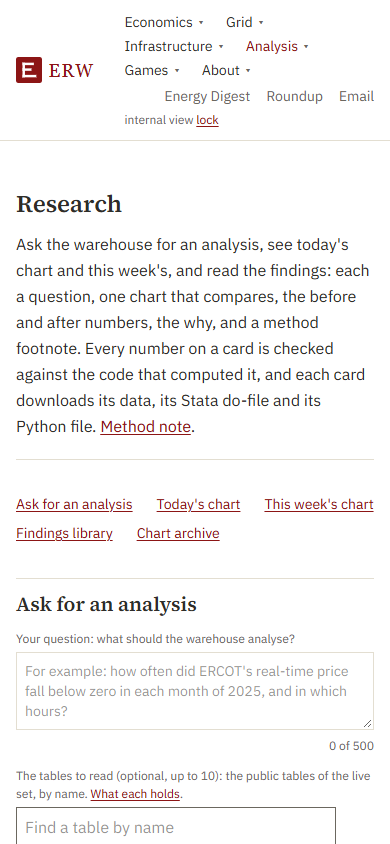 Economics ▾ Grid ▾
Infrastructure ▾ Analysis ▾
E ERW
Games ▾ About ▾
Energy Digest Roundup Email
internal view lock
Research
Ask the warehouse for an analysis, see today's
chart and this week's, and read the findings: each
a question, one chart that compares, the before
and after numbers, the why, and a method
footnote. Every number on a card is checked
against the code that computed it, and each card
downloads its data, its Stata do-file and its
Python file. Method note.
Ask for an analysis Today's chart This week's chart
Findings library Chart archive
Ask for an analysis
Your question: what should the warehouse analyse?
For example: how often did ERCOT's real-time price
fall below zero in each month of 2025, and in which
hours?
0 of 500
The tables to read (optional, up to 10): the public tables of the live
set, by name. What each holds.
Find a table by name